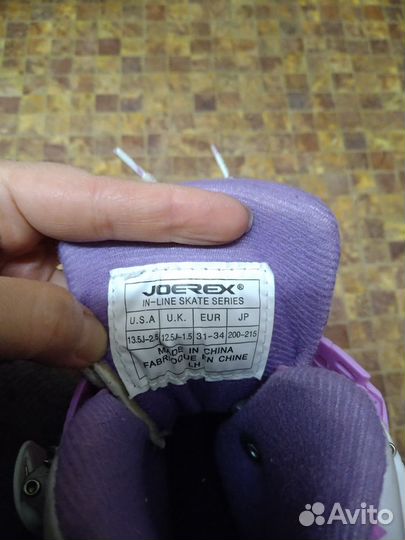 JOEREX®
IN-LINE SKATE SERIES
U.S.A U.K. EUR JP
13.5J-2.5 12.5J-1.5 31-34 200-215
MADE IN CHINA
FABRIQUE EN CHINE
LH
Avito